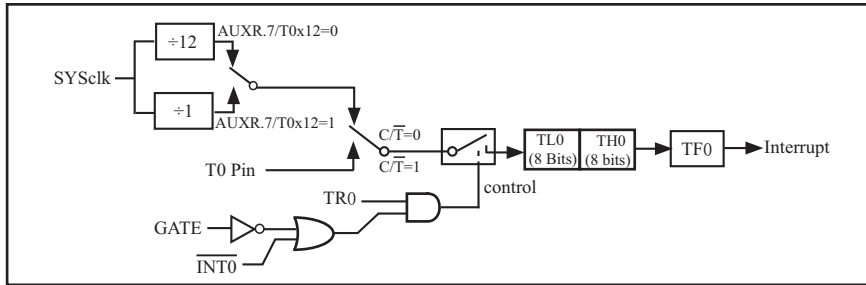 ÷12
AUXR.7/T0x12=0
SYSclk
÷1
AUXR.7/T0x12=1
C/T̅=0
C/T̅=1
T0 Pin
TL0
(8 Bits)
TH0
(8 bits)
TF0
Interrupt
control
TR0
GATE
I̅N̅T̅0̅